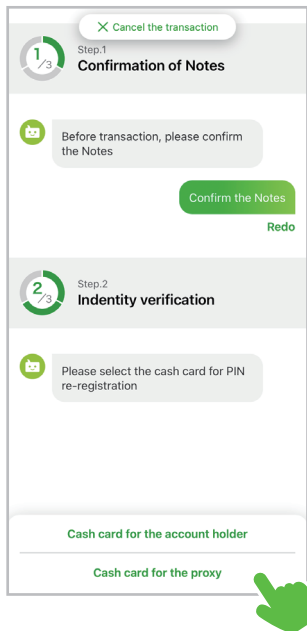 Cancel the transaction
1/3
Step.1
Confirmation of Notes
Before transaction, please confirm
the Notes
Confirm the Notes
Redo
2/3
Step.2
Indentity verification
Please select the cash card for PIN
re-registration
Cash card for the account holder
Cash card for the proxy